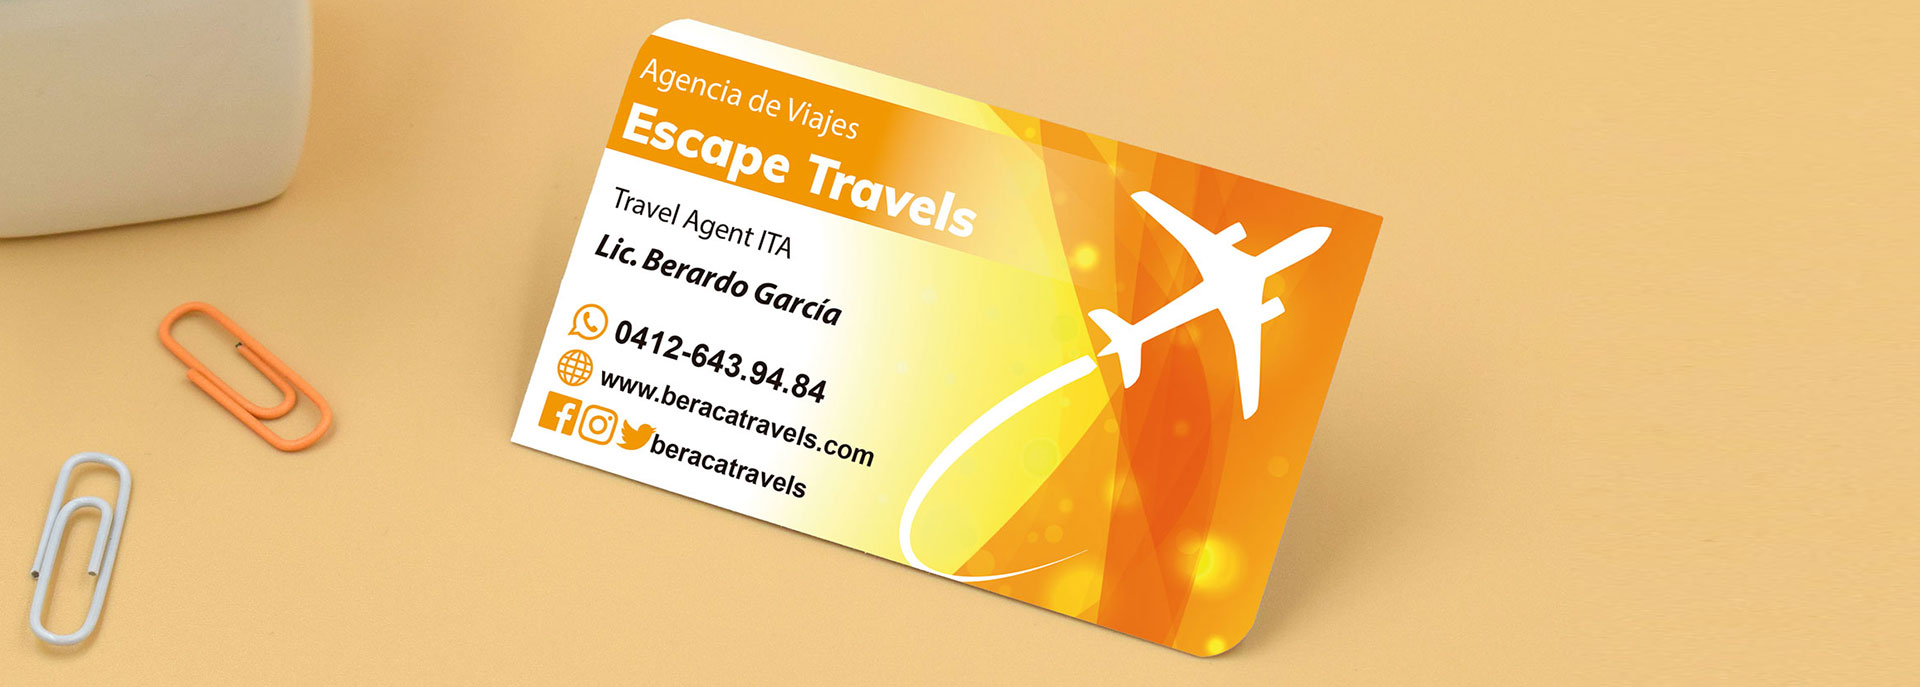 Agencia de Viajes
Escape Travels
Travel Agent ITA
Lic. Berardo García
0412-643.94.84
www.beracatravels.com
beracatravels